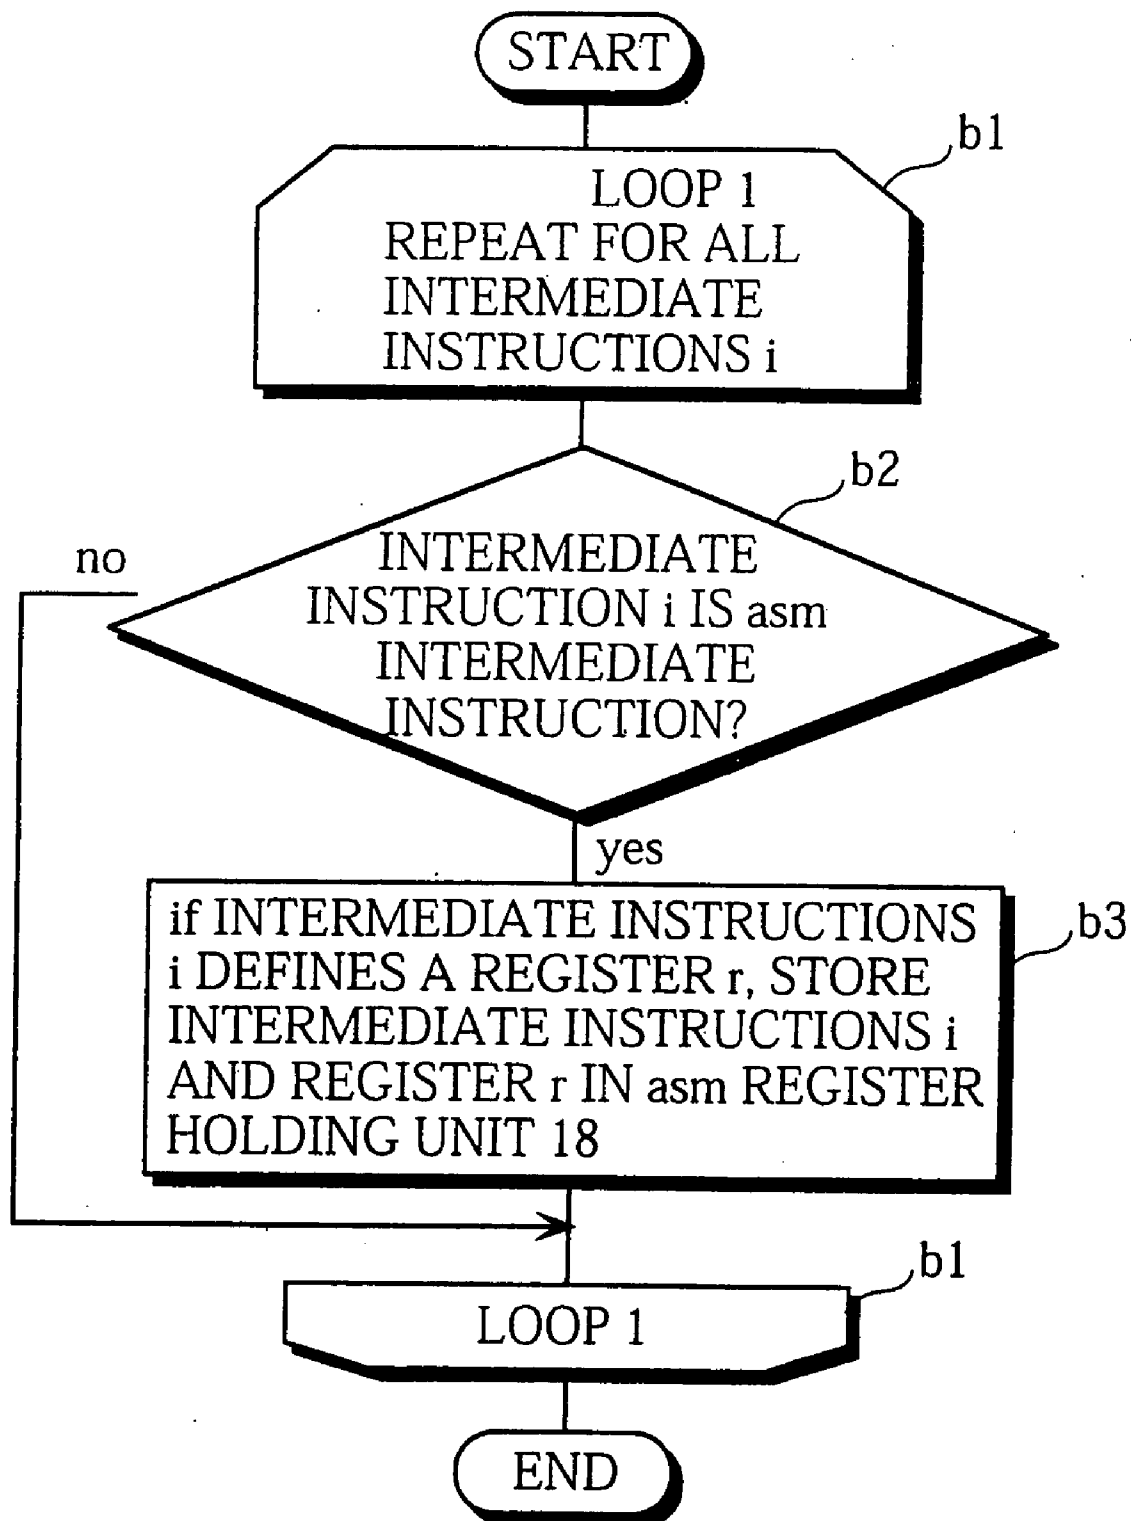 START
b1
LOOP 1
REPEAT FOR ALL
INTERMEDIATE
INSTRUCTIONS i
b2
no
INTERMEDIATE
INSTRUCTION i IS asm
INTERMEDIATE
INSTRUCTION?
yes
if INTERMEDIATE INSTRUCTIONS
i DEFINES A REGISTER r, STORE
INTERMEDIATE INSTRUCTIONS i
AND REGISTER r IN asm REGISTER
HOLDING UNIT 18
b3
b1
LOOP 1
END